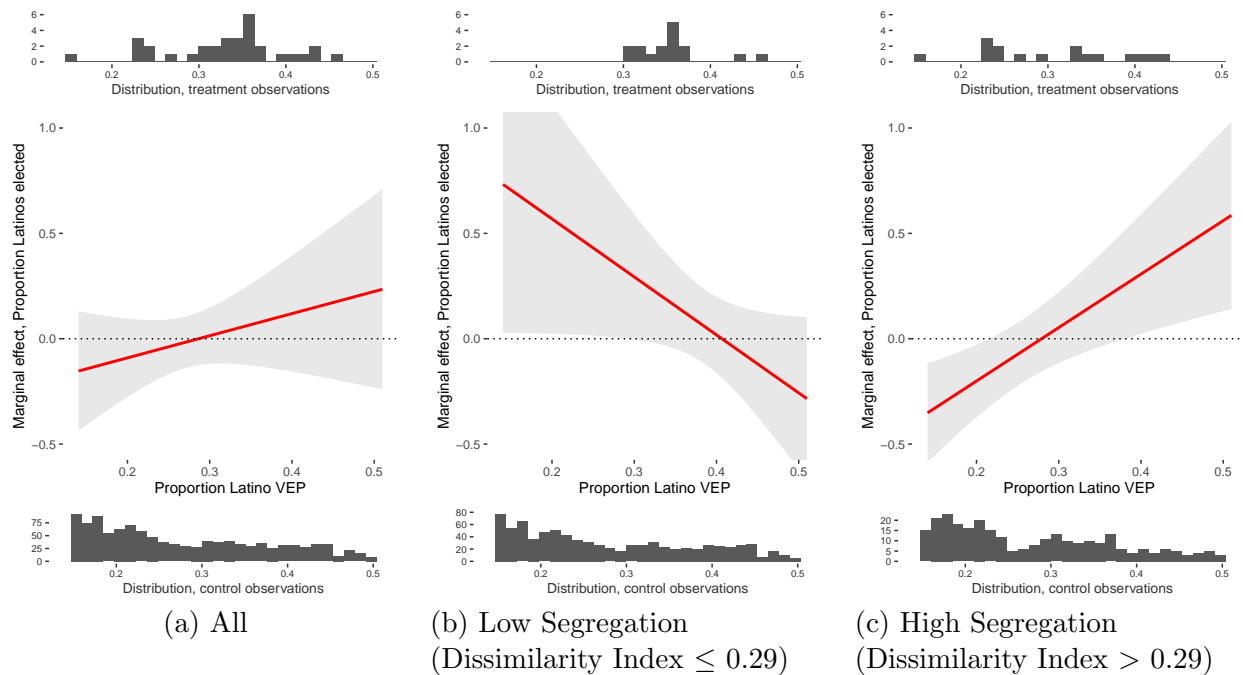 6
4
2
0
0.2 0.3 0.4 0.5
Distribution, treatment observations
6
4
2
0
0.2 0.3 0.4 0.5
Distribution, treatment observations
6
4
2
0
0.2 0.3 0.4 0.5
Distribution, treatment observations
Marginal effect, Proportion Latinos elected
1.0
0.5
0.0
−0.5
0.2 0.3 0.4 0.5
Proportion Latino VEP
Marginal effect, Proportion Latinos elected
1.0
0.5
0.0
−0.5
0.2 0.3 0.4 0.5
Proportion Latino VEP
Marginal effect, Proportion Latinos elected
1.0
0.5
0.0
−0.5
0.2 0.3 0.4 0.5
Proportion Latino VEP
75
50
25
0
0.2 0.3 0.4 0.5
Distribution, control observations
80
60
40
20
0
0.2 0.3 0.4 0.5
Distribution, control observations
20
15
10
5
0
0.2 0.3 0.4 0.5
Distribution, control observations
(a) All
(b) Low Segregation
(Dissimilarity Index ≤ 0.29)
(c) High Segregation
(Dissimilarity Index > 0.29)